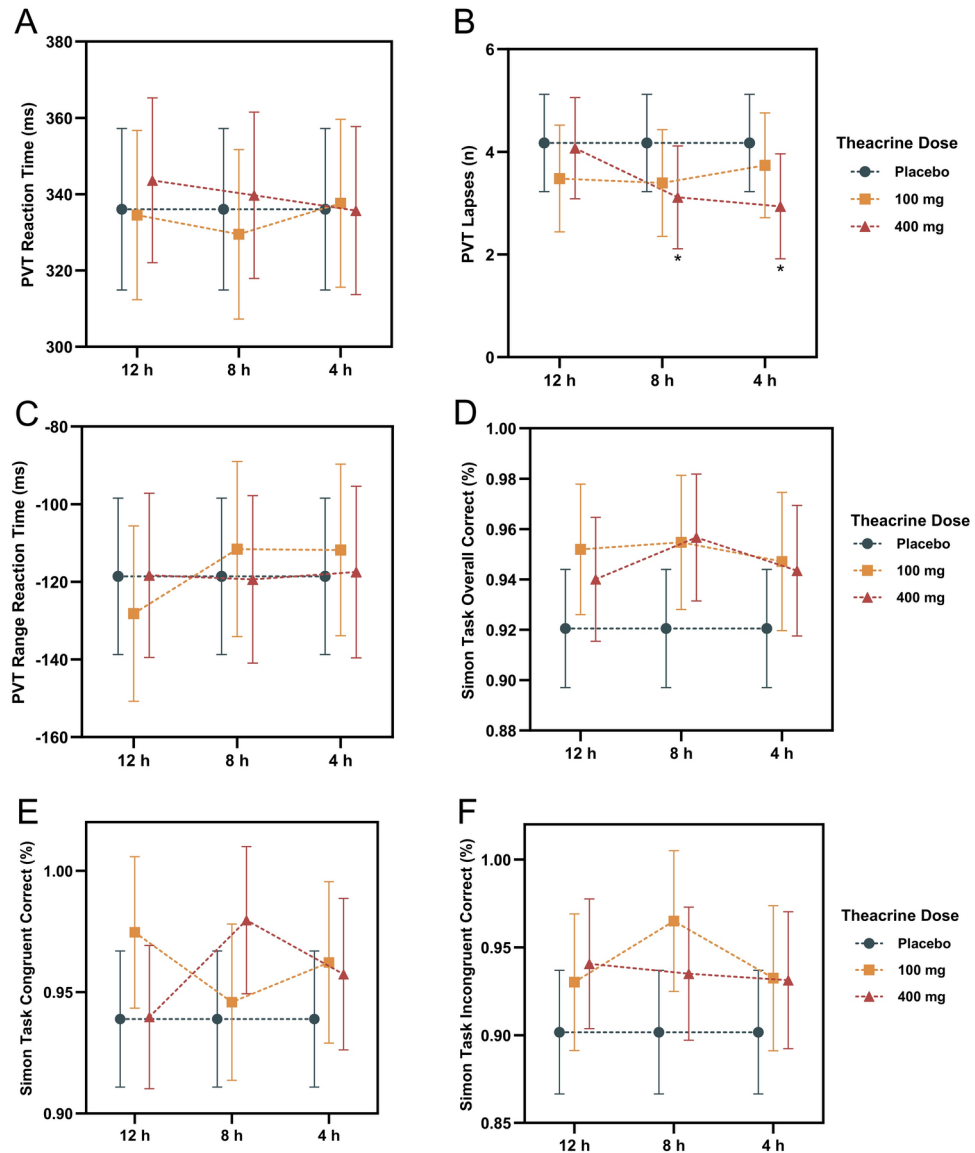 A
PVT Reaction Time (ms)
380
360
340
320
300
12 h
8 h
4 h
B
PVT Lapses (n)
6
4
2
0
*
*
12 h
8 h
4 h
Theacrine Dose
Placebo
100 mg
400 mg
C
PVT Range Reaction Time (ms)
-80
-100
-120
-140
-160
12 h
8 h
4 h
D
Simon Task Overall Correct (%)
1.00
0.98
0.96
0.94
0.92
0.90
0.88
12 h
8 h
4 h
Theacrine Dose
Placebo
100 mg
400 mg
E
Simon Task Congruent Correct (%)
1.00
0.95
0.90
12 h
8 h
4 h
F
Simon Task Incongruent Correct (%)
1.00
0.95
0.90
0.85
12 h
8 h
4 h
Theacrine Dose
Placebo
100 mg
400 mg